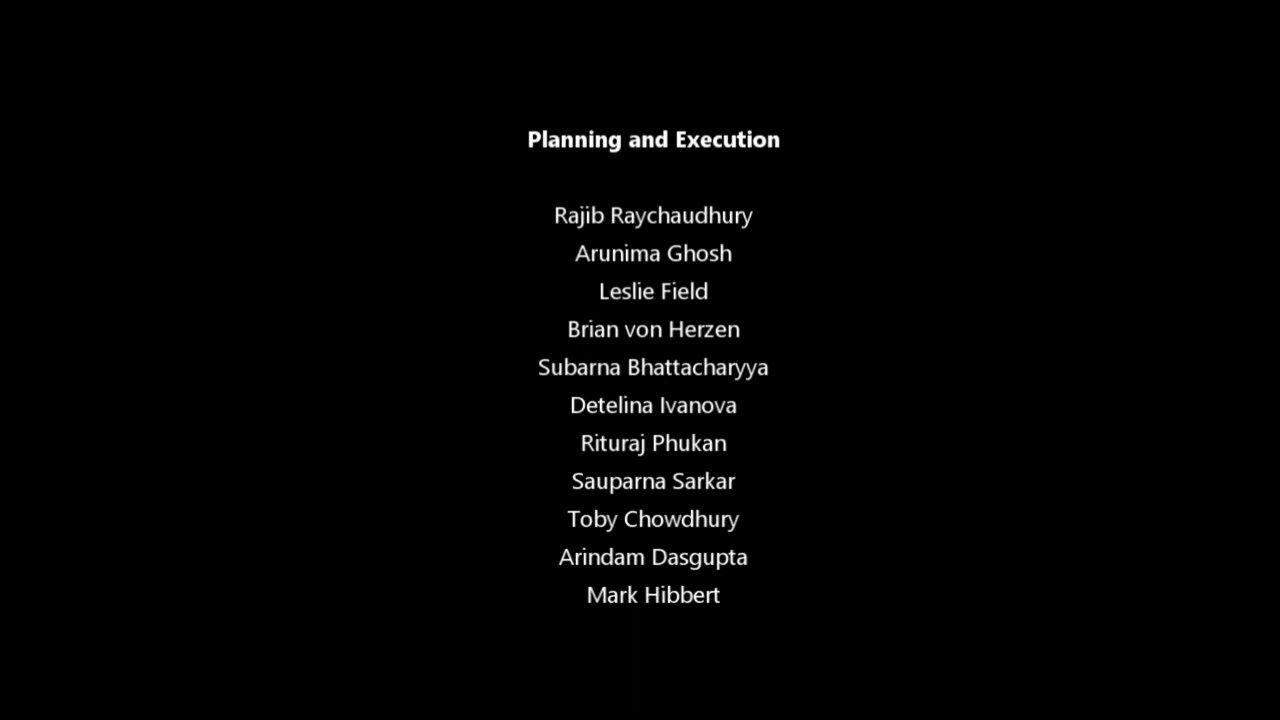 Planning and Execution
Rajib Raychaudhury
Arunima Ghosh
Leslie Field
Brian von Herzen
Subarna Bhattacharyya
Detelina Ivanova
Rituraj Phukan
Sauparna Sarkar
Toby Chowdhury
Arindam Dasgupta
Mark Hibbert